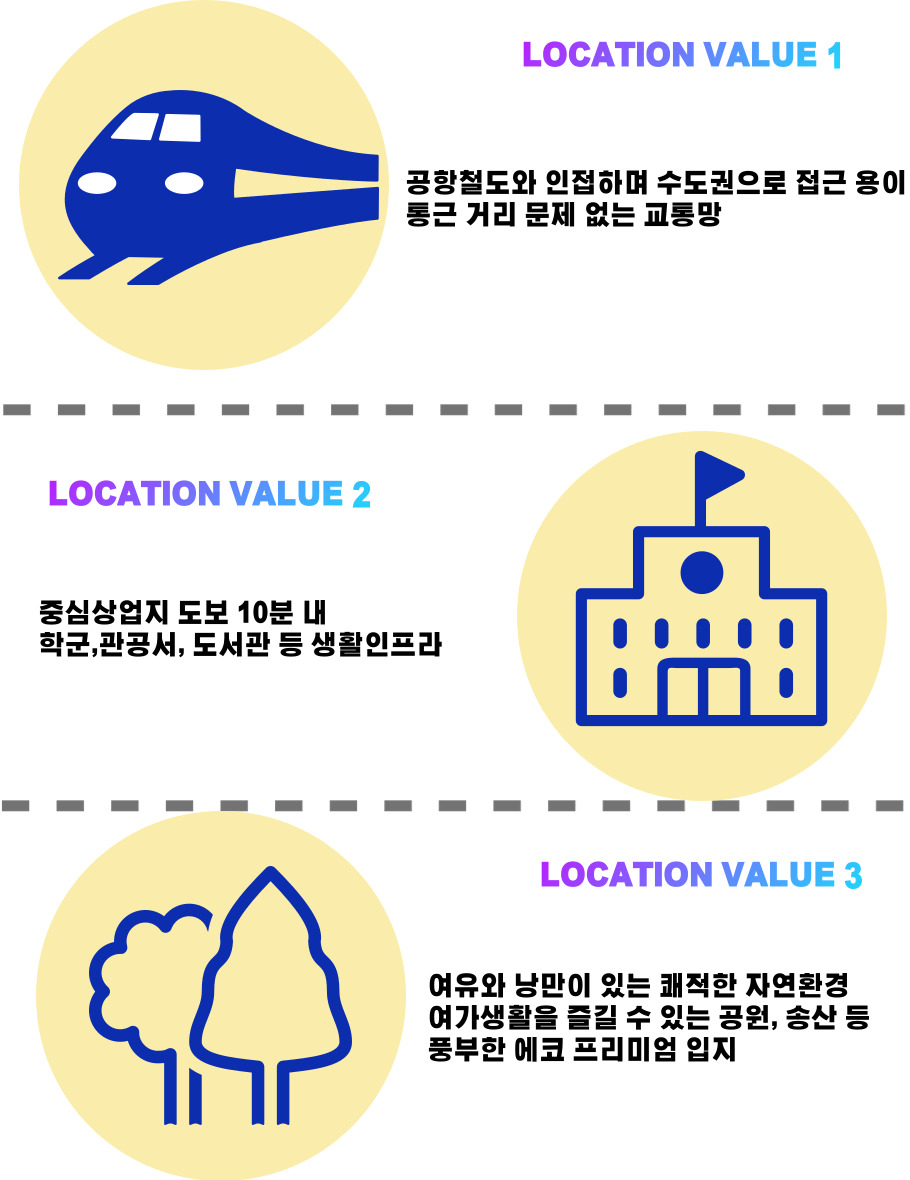 LOCATION VALUE 1
공항철도와 인접하며 수도권으로 접근 용이
통근 거리 문제 없는 교통망
LOCATION VALUE 2
중심상업지 도보 10분 내
학군,관공서, 도서관 등 생활인프라
LOCATION VALUE 3
여유와 낭만이 있는 쾌적한 자연환경
여가생활을 즐길 수 있는 공원, 송산 등
풍부한 에코 프리미엄 입지